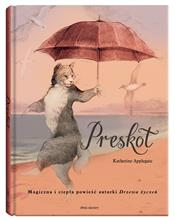 Preskot
Katherine Applegate
Magiczna i ciepła powieść autorki Drzewa życzeń